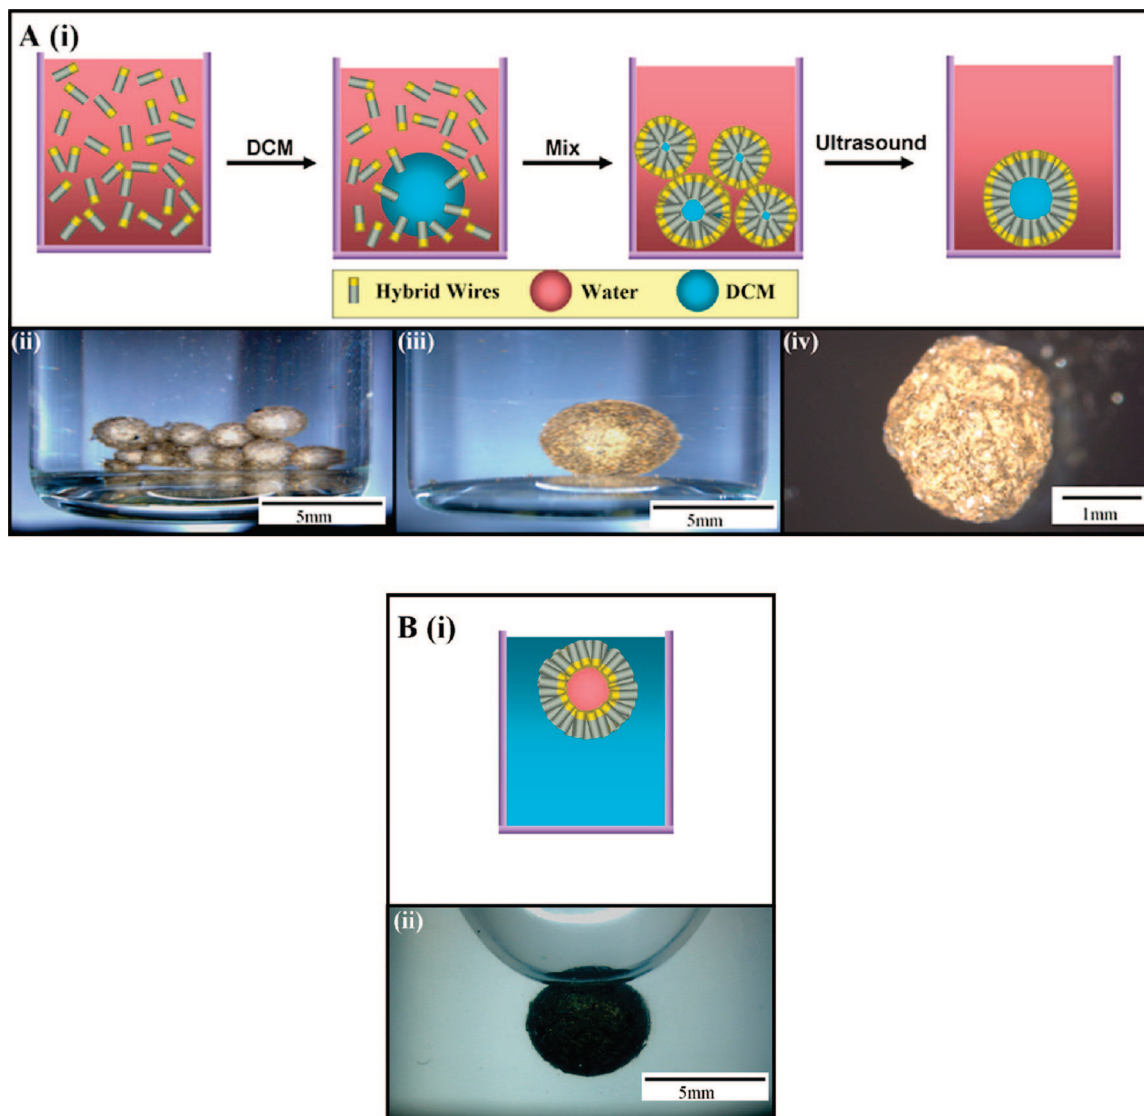 A (i)
DCM
Mix
Ultrasound
Hybrid Wires
Water
DCM
(ii)
(iii)
(iv)
5mm
5mm
1mm
B (i)
(ii)
5mm